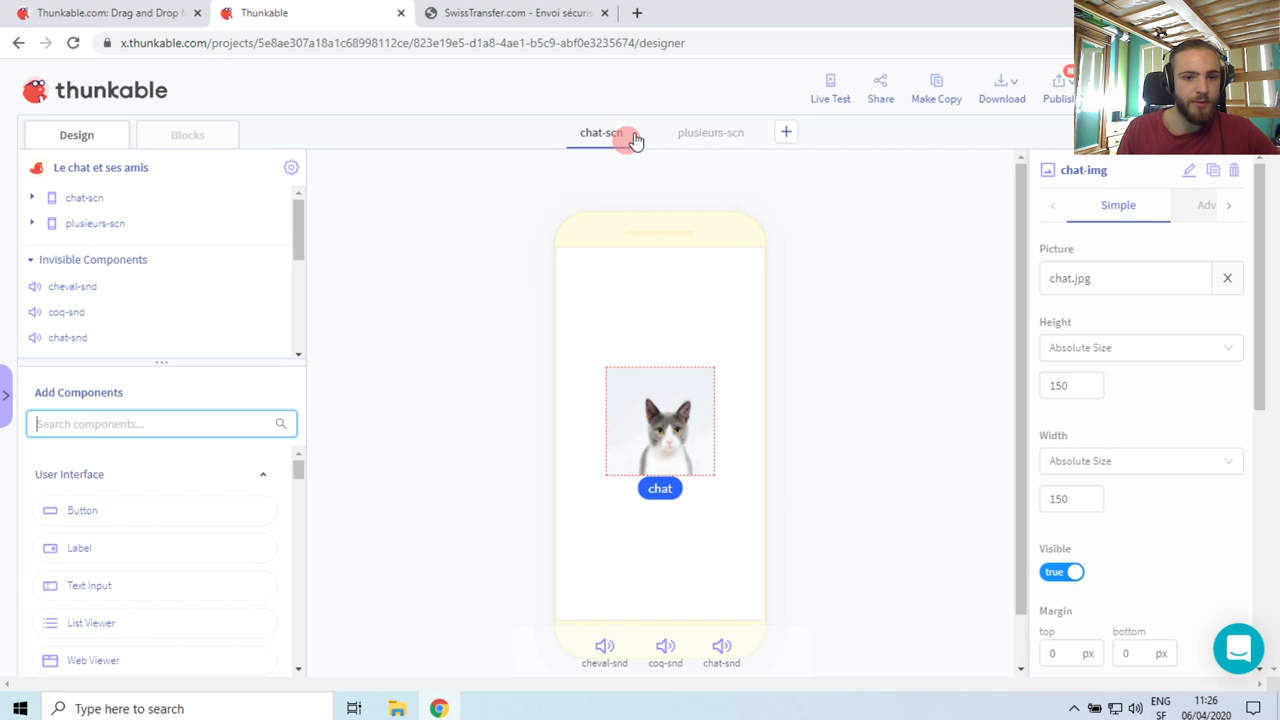 Thunkable.com: Drag and Drop M
Thunkable
SwissTransfer.com - Envoi sécuris
x.thunkable.com/projects/5e8ae307a18a1c68998112ce/823e19e5-d1a8-4ae1-b5c9-abf0e3235674/designer
thunkable
Live Test
Share
Make Copy
Download
Publish
N
Design
Blocks
chat-scn
plusieurs-scn
Le chat et ses amis
chat-scn
plusieurs-scn
Invisible Components
cheval-snd
coq-snd
chat-snd
Add Components
Search components...
User Interface
Button
Label
Text Input
List Viewer
Web Viewer
chat
cheval-snd
coq-snd
chat-snd
chat-img
Simple
Adv
Picture
chat.jpg
X
Height
Absolute Size
150
Width
Absolute Size
150
Visible
true
Margin
top
bottom
0 px
0 px
Type here to search
ENG
SF
11:26
06/04/2020